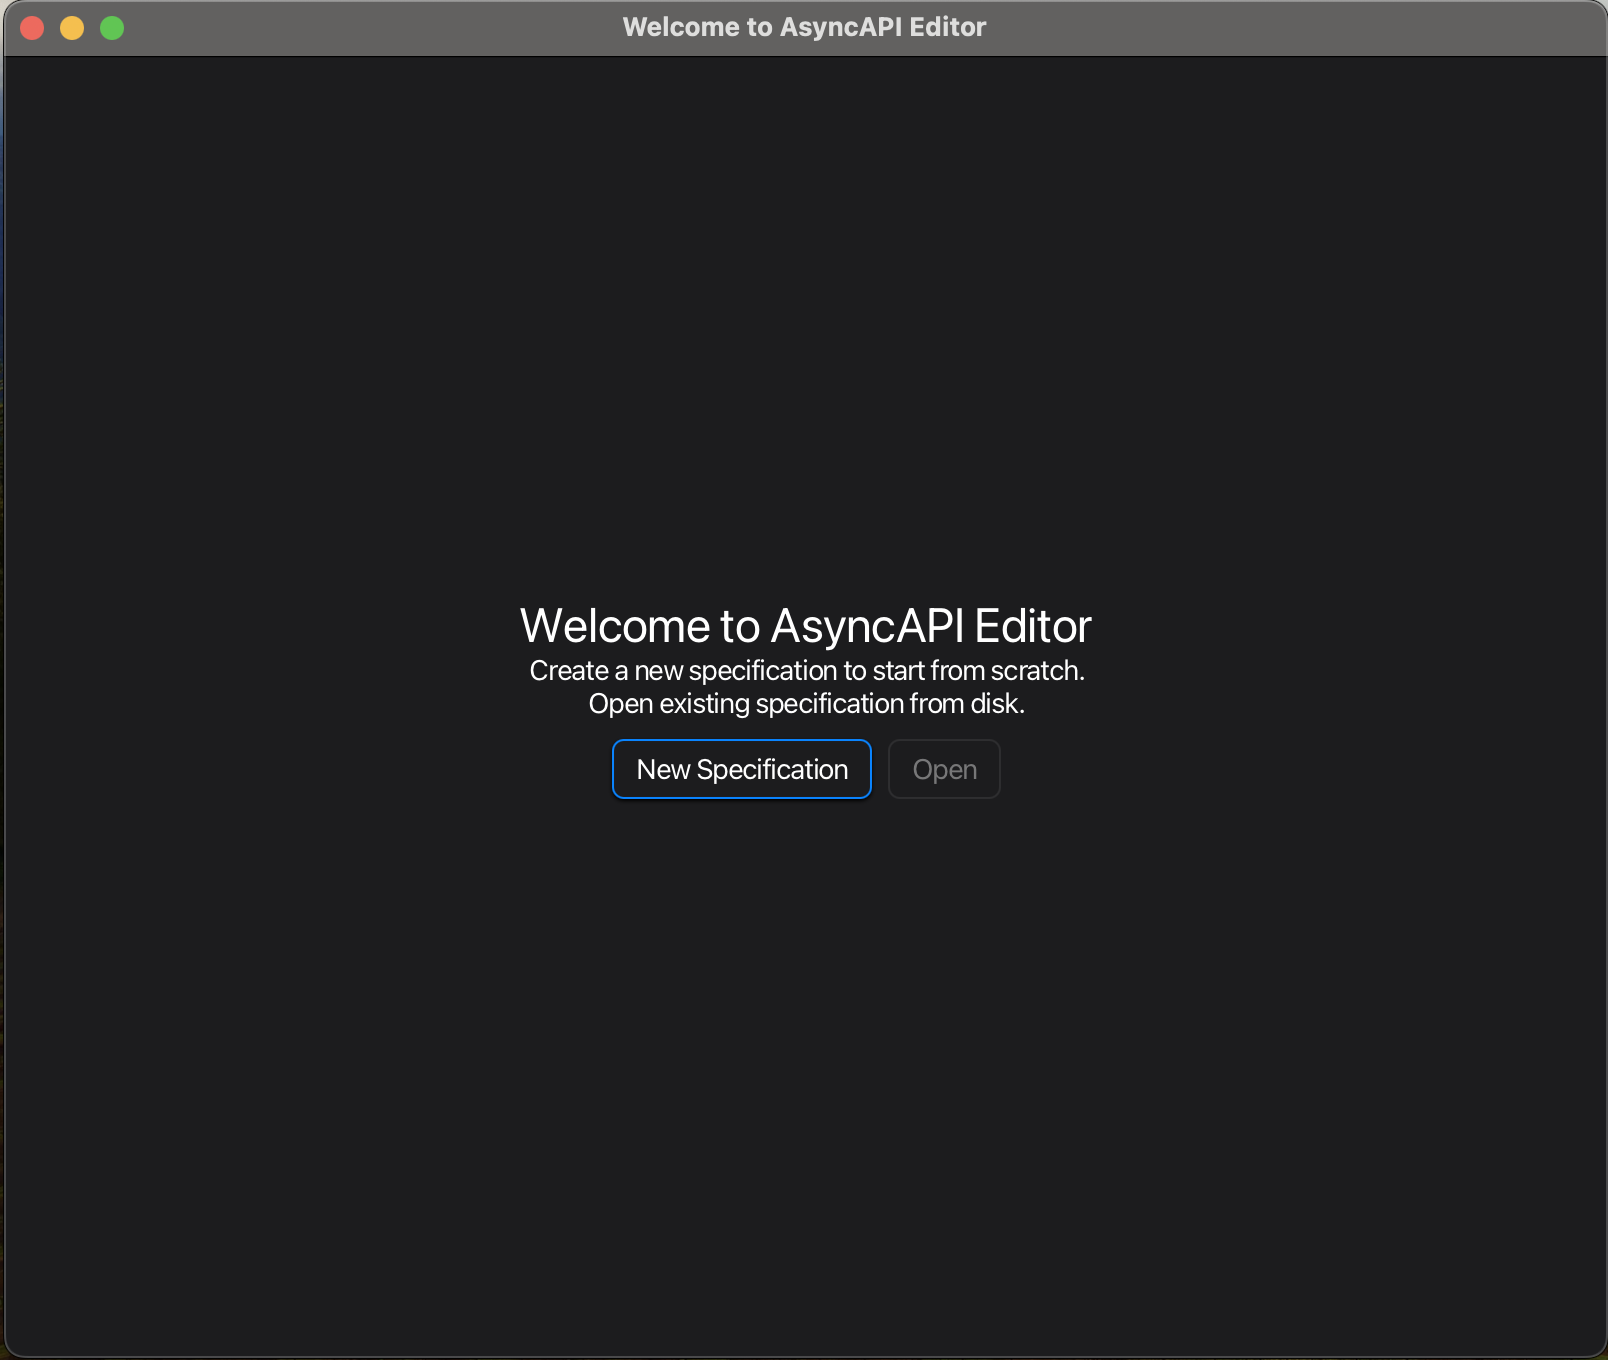 Welcome to AsyncAPI Editor
Welcome to AsyncAPI Editor
Create a new specification to start from scratch.
Open existing specification from disk.
New Specification Open